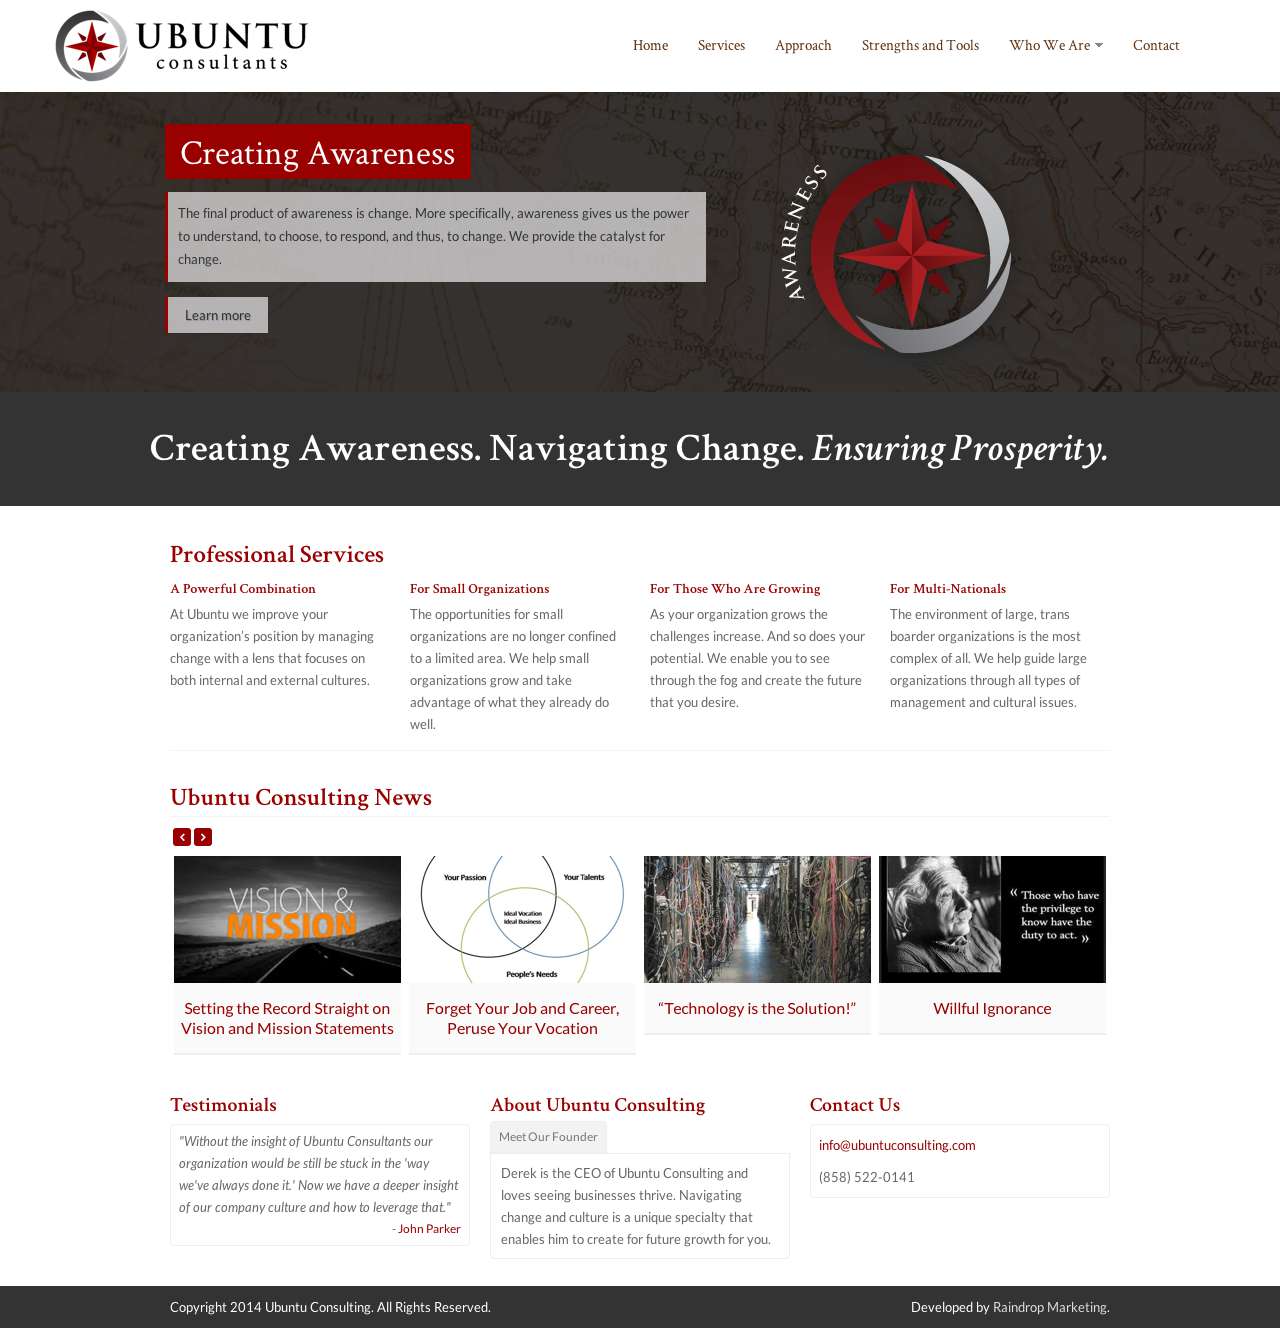 UBUNTU
consultants
Home
Services
Approach
Strengths and Tools
Who We Are
Contact
Creating Awareness
The final product of awareness is change. More specifically, awareness gives us the power
to understand, to choose, to respond, and thus, to change. We provide the catalyst for
change.
Learn more
AWARENESS
Creating Awareness. Navigating Change. Ensuring Prosperity.
Professional Services
A Powerful Combination
At Ubuntu we improve your
organization's position by managing
change with a lens that focuses on
both internal and external cultures.
For Small Organizations
The opportunities for small
organizations are no longer confined
to a limited area. We help small
organizations grow and take
advantage of what they already do
well.
For Those Who Are Growing
As your organization grows the
challenges increase. And so does your
potential. We enable you to see
through the fog and create the future
that you desire.
For Multi-Nationals
The environment of large, trans
boarder organizations is the most
complex of all. We help guide large
organizations through all types of
management and cultural issues.
Ubuntu Consulting News
VISION &
MISSION
Setting the Record Straight on
Vision and Mission Statements
Your Passion
Your Talents
Ideal Vocation
Ideal Business
People's Needs
Forget Your Job and Career,
Peruse Your Vocation
“Technology is the Solution!”
« Those who have
the privilege to
know have the
duty to act. »
Willful Ignorance
Testimonials
"Without the insight of Ubuntu Consultants our
organization would be still be stuck in the 'way
we've always done it.' Now we have a deeper insight
of our company culture and how to leverage that."
- John Parker
About Ubuntu Consulting
Meet Our Founder
Derek is the CEO of Ubuntu Consulting and
loves seeing businesses thrive. Navigating
change and culture is a unique specialty that
enables him to create for future growth for you.
Contact Us
info@ubuntuconsulting.com
(858) 522-0141
Copyright 2014 Ubuntu Consulting. All Rights Reserved.
Developed by Raindrop Marketing.